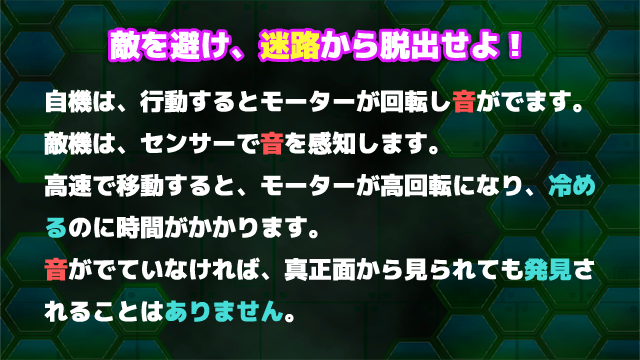 敵を避け、迷路から脱出せよ！
自機は、行動するとモーターが回転し音がでます。
敵機は、センサーで音を感知します。
高速で移動すると、モーターが高回転になり、冷め
るのに時間がかかります。
音がでていなければ、真正面から見られても発見さ
れることはありません。